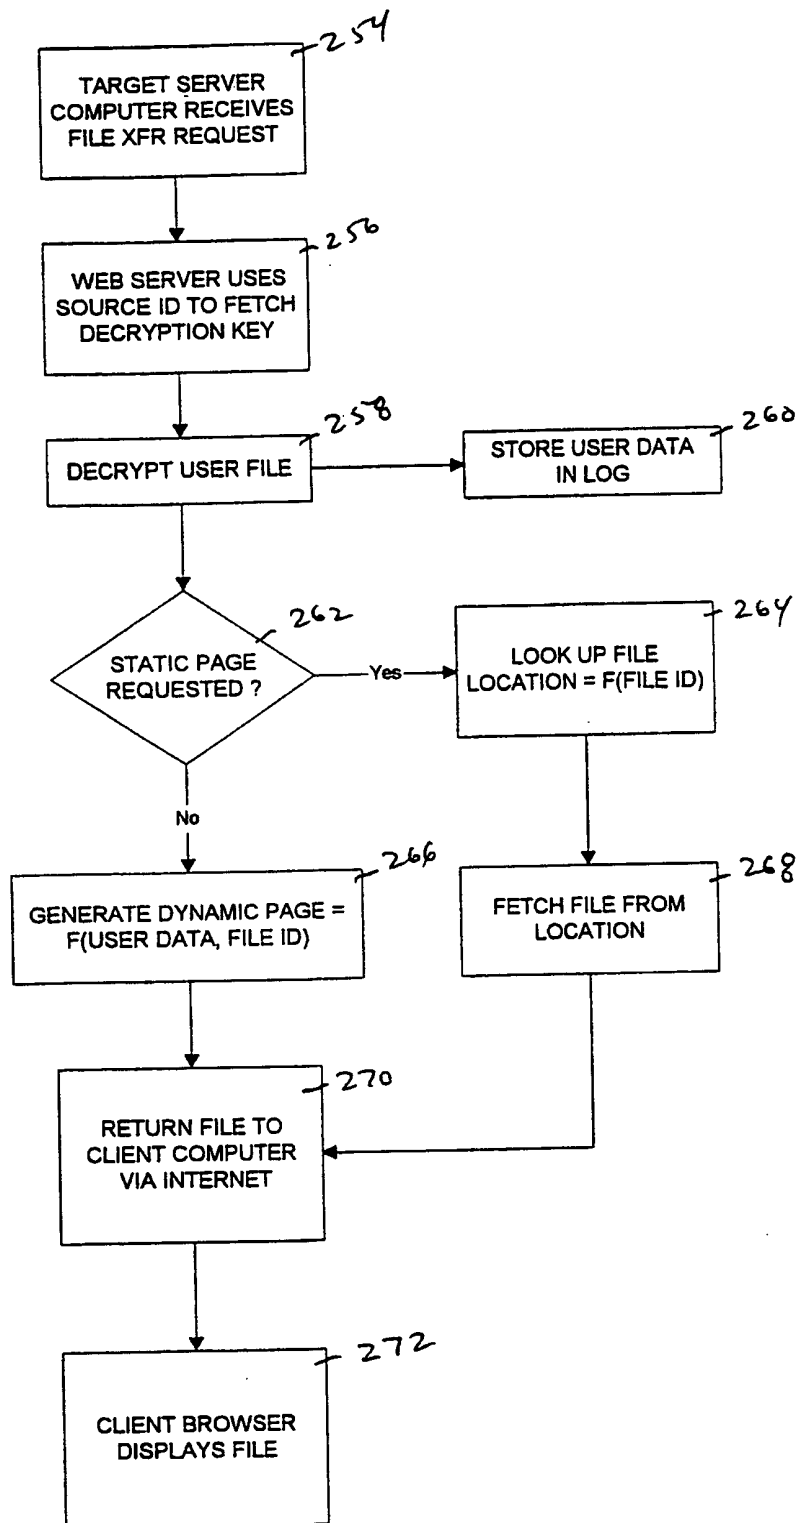 254
TARGET SERVER
COMPUTER RECEIVES
FILE XFR REQUEST
256
WEB SERVER USES
SOURCE ID TO FETCH
DECRYPTION KEY
258
DECRYPT USER FILE
260
STORE USER DATA
IN LOG
262
STATIC PAGE
REQUESTED ?
Yes
264
LOOK UP FILE
LOCATION = F(FILE ID)
No
266
GENERATE DYNAMIC PAGE =
F(USER DATA, FILE ID)
268
FETCH FILE FROM
LOCATION
270
RETURN FILE TO
CLIENT COMPUTER
VIA INTERNET
272
CLIENT BROWSER
DISPLAYS FILE